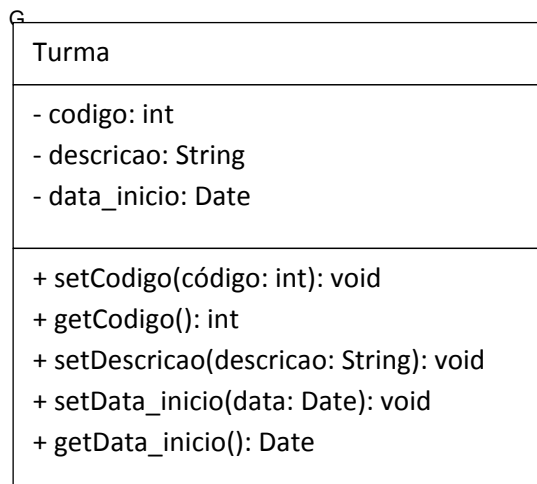 G
Turma
- codigo: int
- descricao: String
- data_inicio: Date
+ setCodigo(código: int): void
+ getCodigo(): int
+ setDescricao(descricao: String): void
+ setData_inicio(data: Date): void
+ getData_inicio(): Date